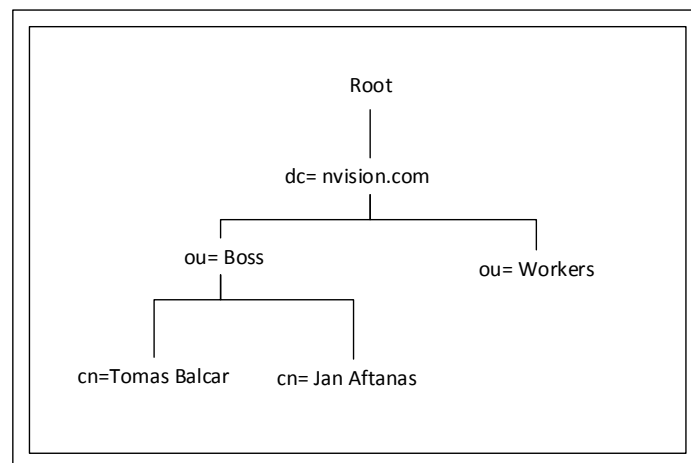 Root
dc= nvision.com
ou= Boss
ou= Workers
cn=Tomas Balcar
cn= Jan Aftanas